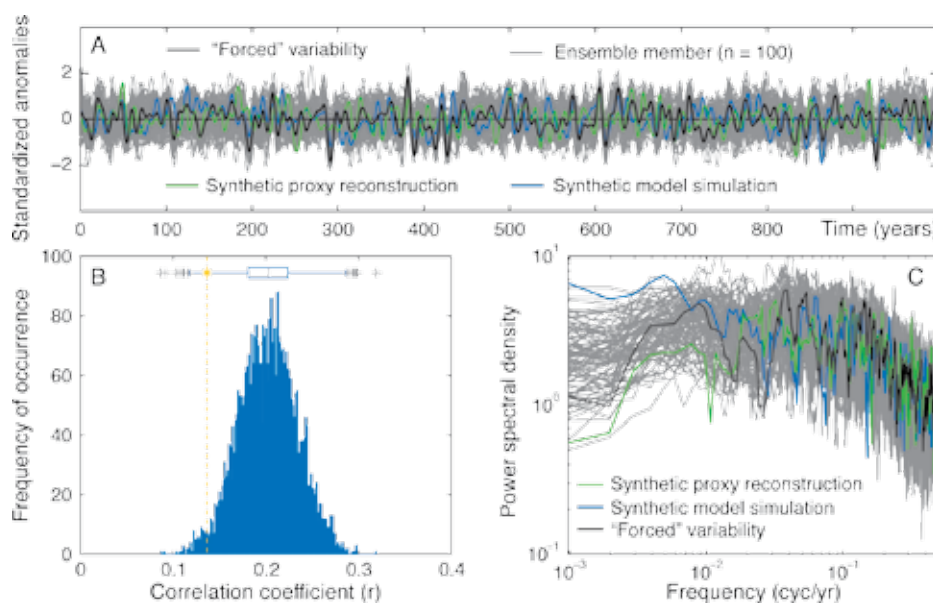 A
"Forced" variability
Ensemble member (n = 100)
Standardized anomalies
2
0
−2
Synthetic proxy reconstruction
Synthetic model simulation
0 100 200 300 400 500 600 700 800 Time (years)
B
Frequency of occurrence
100
80
60
40
20
0
0 0.1 0.2 0.3 0.4
Correlation coefficient (r)
C
Power spectral density
10^1
10^0
10^-1
Synthetic proxy reconstruction
Synthetic model simulation
"Forced" variability
10^-3 10^-2 10^-1
Frequency (cyc/yr)